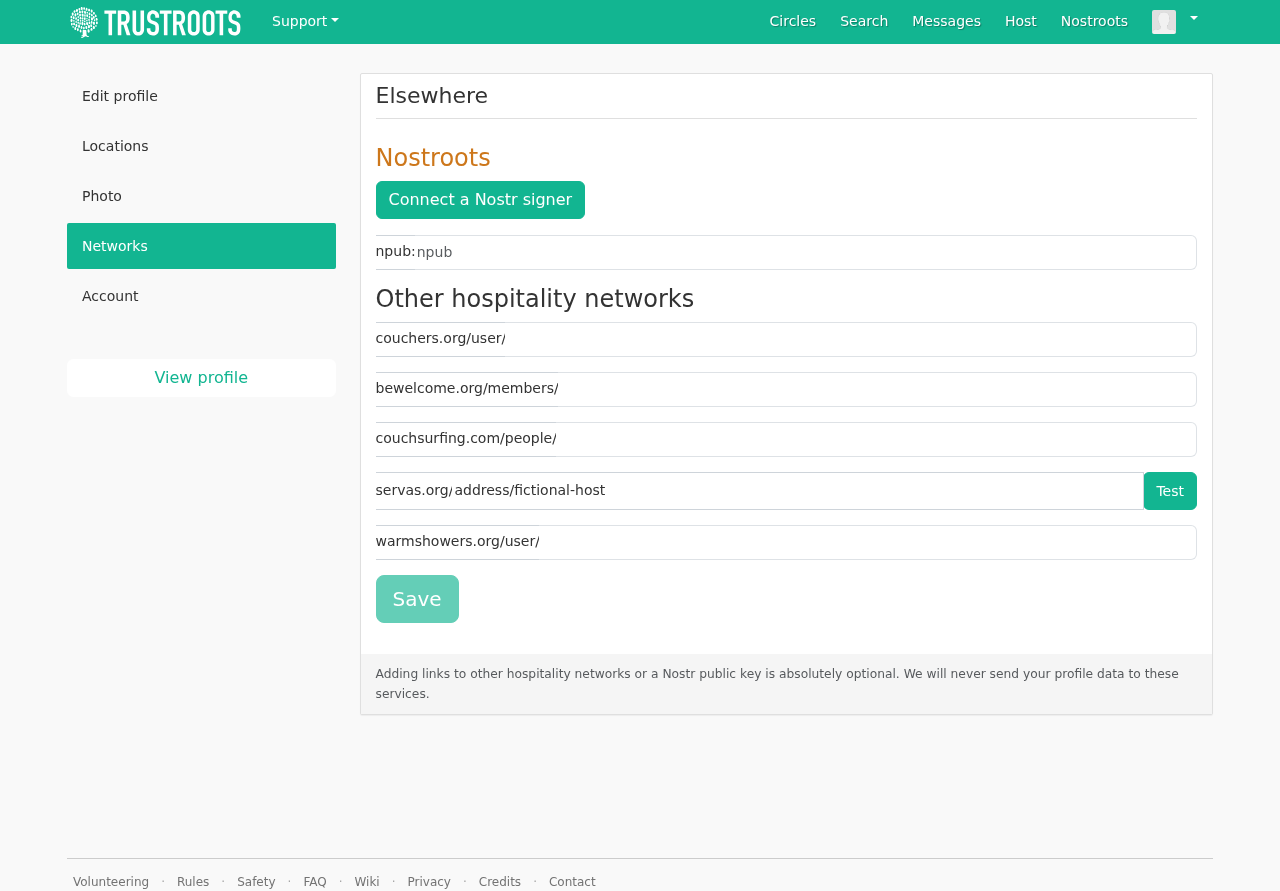 TRUSTROOTS Support Circles Search Messages Host Nostroots
Edit profile
Locations
Photo
Networks
Account
View profile
Elsewhere
Nostroots
Connect a Nostr signer
npub: npub
Other hospitality networks
couchers.org/user/
bewelcome.org/members/
couchsurfing.com/people/
servas.org/ address/fictional-host Test
warmshowers.org/user/
Save
Adding links to other hospitality networks or a Nostr public key is absolutely optional. We will never send your profile data to these
services.
Volunteering · Rules · Safety · FAQ · Wiki · Privacy · Credits · Contact